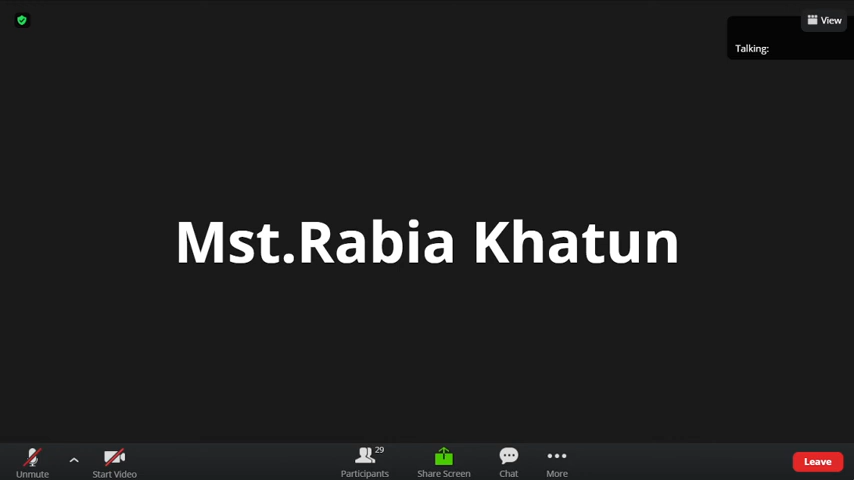 View
Talking:
Mst.Rabia Khatun
29
Unmute
Start Video
Participants
Share Screen
Chat
More
Leave